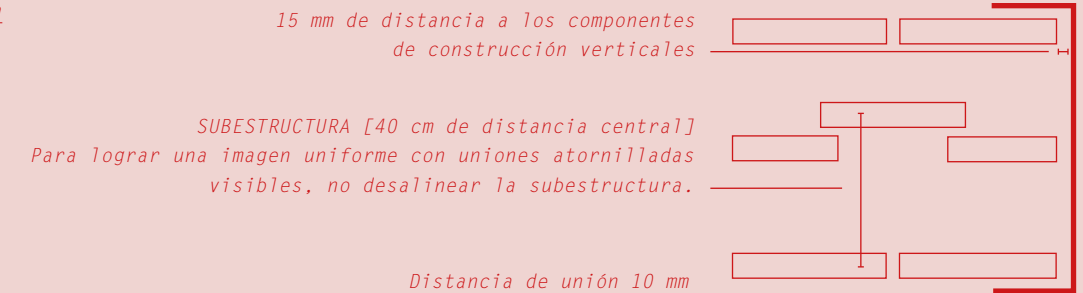 15 mm de distancia a los componentes
de construcción verticales
SUBESTRUCTURA [40 cm de distancia central]
Para lograr una imagen uniforme con uniones atornilladas
visibles, no desalinear la subestructura.
Distancia de unión 10 mm